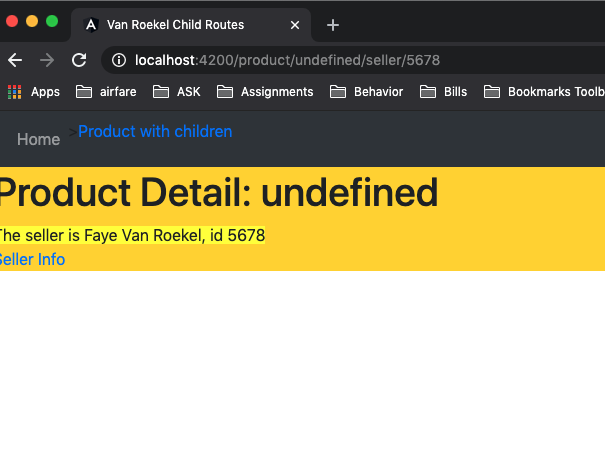 Van Roekel Child Routes
localhost:4200/product/undefined/seller/5678
Apps airfare ASK Assignments Behavior Bills Bookmarks Toolb
Home >Product with children
Product Detail: undefined
The seller is Faye Van Roekel, id 5678
Seller Info